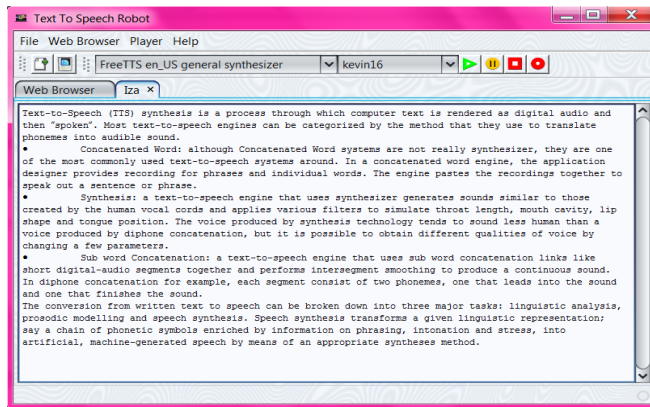 Text To Speech Robot
File Web Browser Player Help
FreeTTS en_US general synthesizer kevin16
Web Browser Iza ×
Text-to-Speech (TTS) synthesis is a process through which computer text is rendered as digital audio and
then "spoken". Most text-to-speech engines can be categorized by the method that they use to translate
phonemes into audible sound.
• Concatenated Word: although Concatenated Word systems are not really synthesizer, they are one
of the most commonly used text-to-speech systems around. In a concatenated word engine, the application
designer provides recording for phrases and individual words. The engine pastes the recordings together to
speak out a sentence or phrase.
• Synthesis: a text-to-speech engine that uses synthesizer generates sounds similar to those
created by the human vocal cords and applies various filters to simulate throat length, mouth cavity, lip
shape and tongue position. The voice produced by synthesis technology tends to sound less human than a
voice produced by diphone concatenation, but it is possible to obtain different qualities of voice by
changing a few parameters.
• Sub word Concatenation: a text-to-speech engine that uses sub word concatenation links like
short digital-audio segments together and performs intersegment smoothing to produce a continuous sound.
In diphone concatenation for example, each segment consist of two phonemes, one that leads into the sound
and one that finishes the sound.
The conversion from written text to speech can be broken down into three major tasks: linguistic analysis,
prosodic modelling and speech synthesis. Speech synthesis transforms a given linguistic representation;
say a chain of phonetic symbols enriched by information on phrasing, intonation and stress, into
artificial, machine-generated speech by means of an appropriate syntheses method.